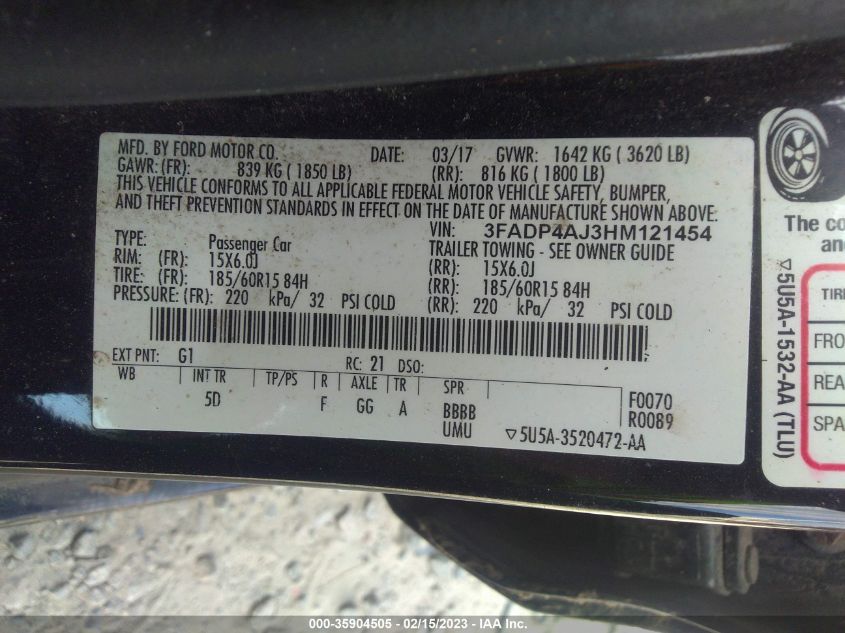 MFD. BY FORD MOTOR CO. DATE: 03/17 GVWR: 1642 KG ( 3620 LB)
GAWR: (FR): 839 KG ( 1850 LB) (RR): 816 KG ( 1800 LB)
THIS VEHICLE CONFORMS TO ALL APPLICABLE FEDERAL MOTOR VEHICLE SAFETY, BUMPER,
AND THEFT PREVENTION STANDARDS IN EFFECT ON THE DATE OF MANUFACTURE SHOWN ABOVE.
VIN: 3FADP4AJ3HM121454
TYPE: Passenger Car TRAILER TOWING - SEE OWNER GUIDE
RIM: (FR): 15X6.0J (RR): 15X6.0J
TIRE: (FR): 185/60R15 84H (RR): 185/60R15 84H
PRESSURE: (FR): 220 kPa/ 32 PSI COLD (RR): 220 kPa/ 32 PSI COLD
EXT PNT: G1 RC: 21 DSO:
WB INT TR TP/PS R AXLE TR SPR F0070
5D F GG A BBBB R0089
UMU ▽5U5A-3520472-AA
▽5U5A-1532-AA (TLU)
The co
an
TIR
FRO
REA
SPA
000-35904505 - 02/15/2023 - IAA Inc.